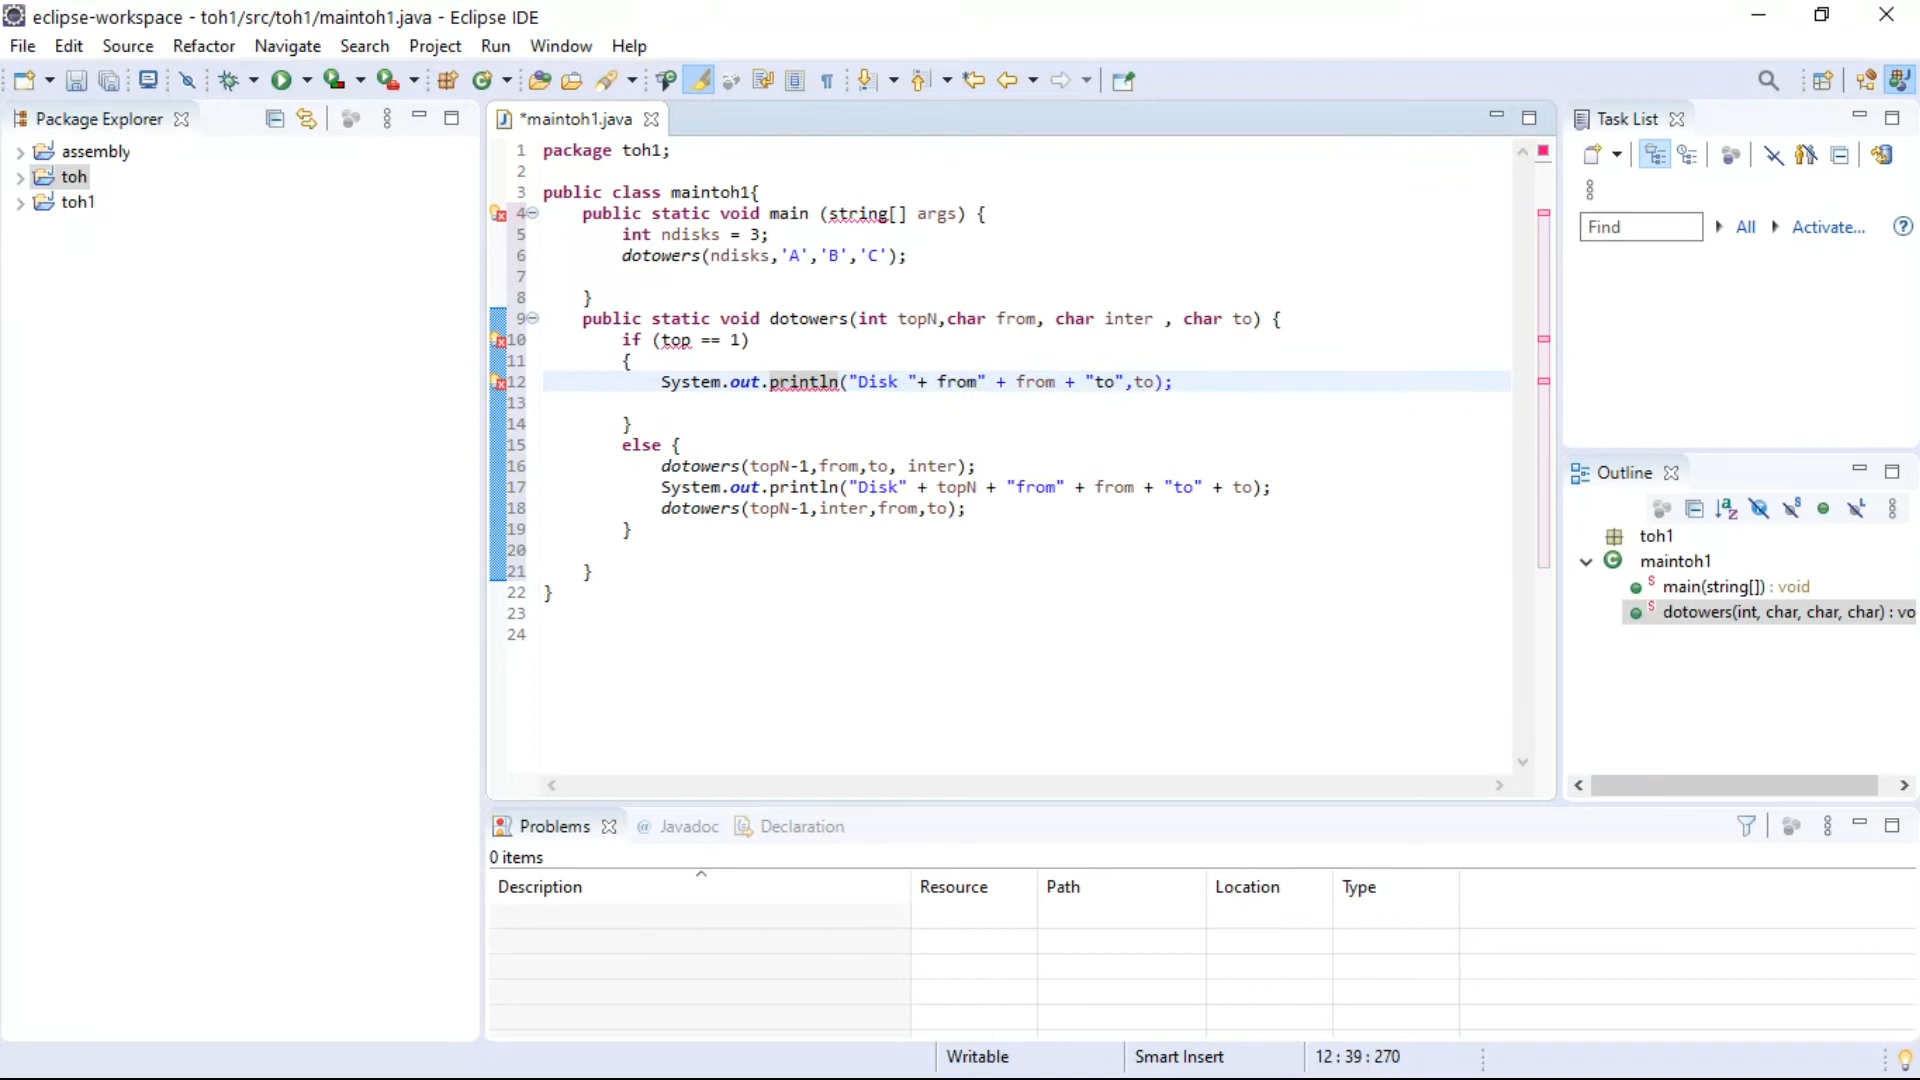 eclipse-workspace - toh1/src/toh1/maintoh1.java - Eclipse IDE
File Edit Source Refactor Navigate Search Project Run Window Help
Package Explorer
assembly
toh
toh1
*maintoh1.java
1 package toh1;
2
3 public class maintoh1{
4 public static void main (string[] args) {
5 int ndisks = 3;
6 dotowers(ndisks,'A','B','C');
7
8 }
9 public static void dotowers(int topN,char from, char inter , char to) {
10 if (top == 1)
11 {
12 System.out.println("Disk "+ from" + from + "to",to);
13
14 }
15 else {
16 dotowers(topN-1,from,to, inter);
17 System.out.println("Disk" + topN + "from" + from + "to" + to);
18 dotowers(topN-1,inter,from,to);
19 }
20
21 }
22 }
23
24
Task List
Find All Activate...
Outline
toh1
maintoh1
main(string[]) : void
dotowers(int, char, char, char) : vo
Problems @ Javadoc Declaration
0 items
Description Resource Path Location Type
Writable Smart Insert 12 : 39 : 270